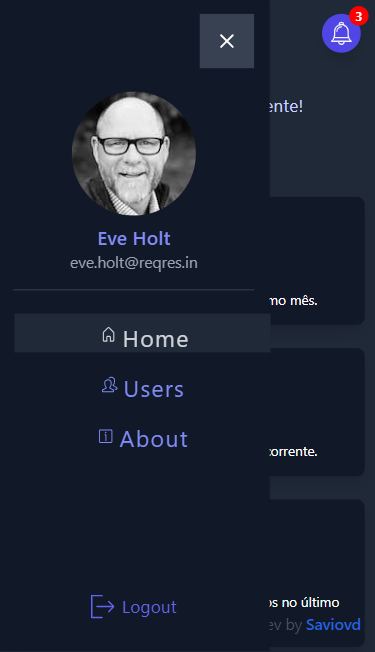 3
ente!
Eve Holt
eve.holt@reqres.in
mo mês.
Home
Users
About
corrente.
os no último
Logout
ev by Saviovd